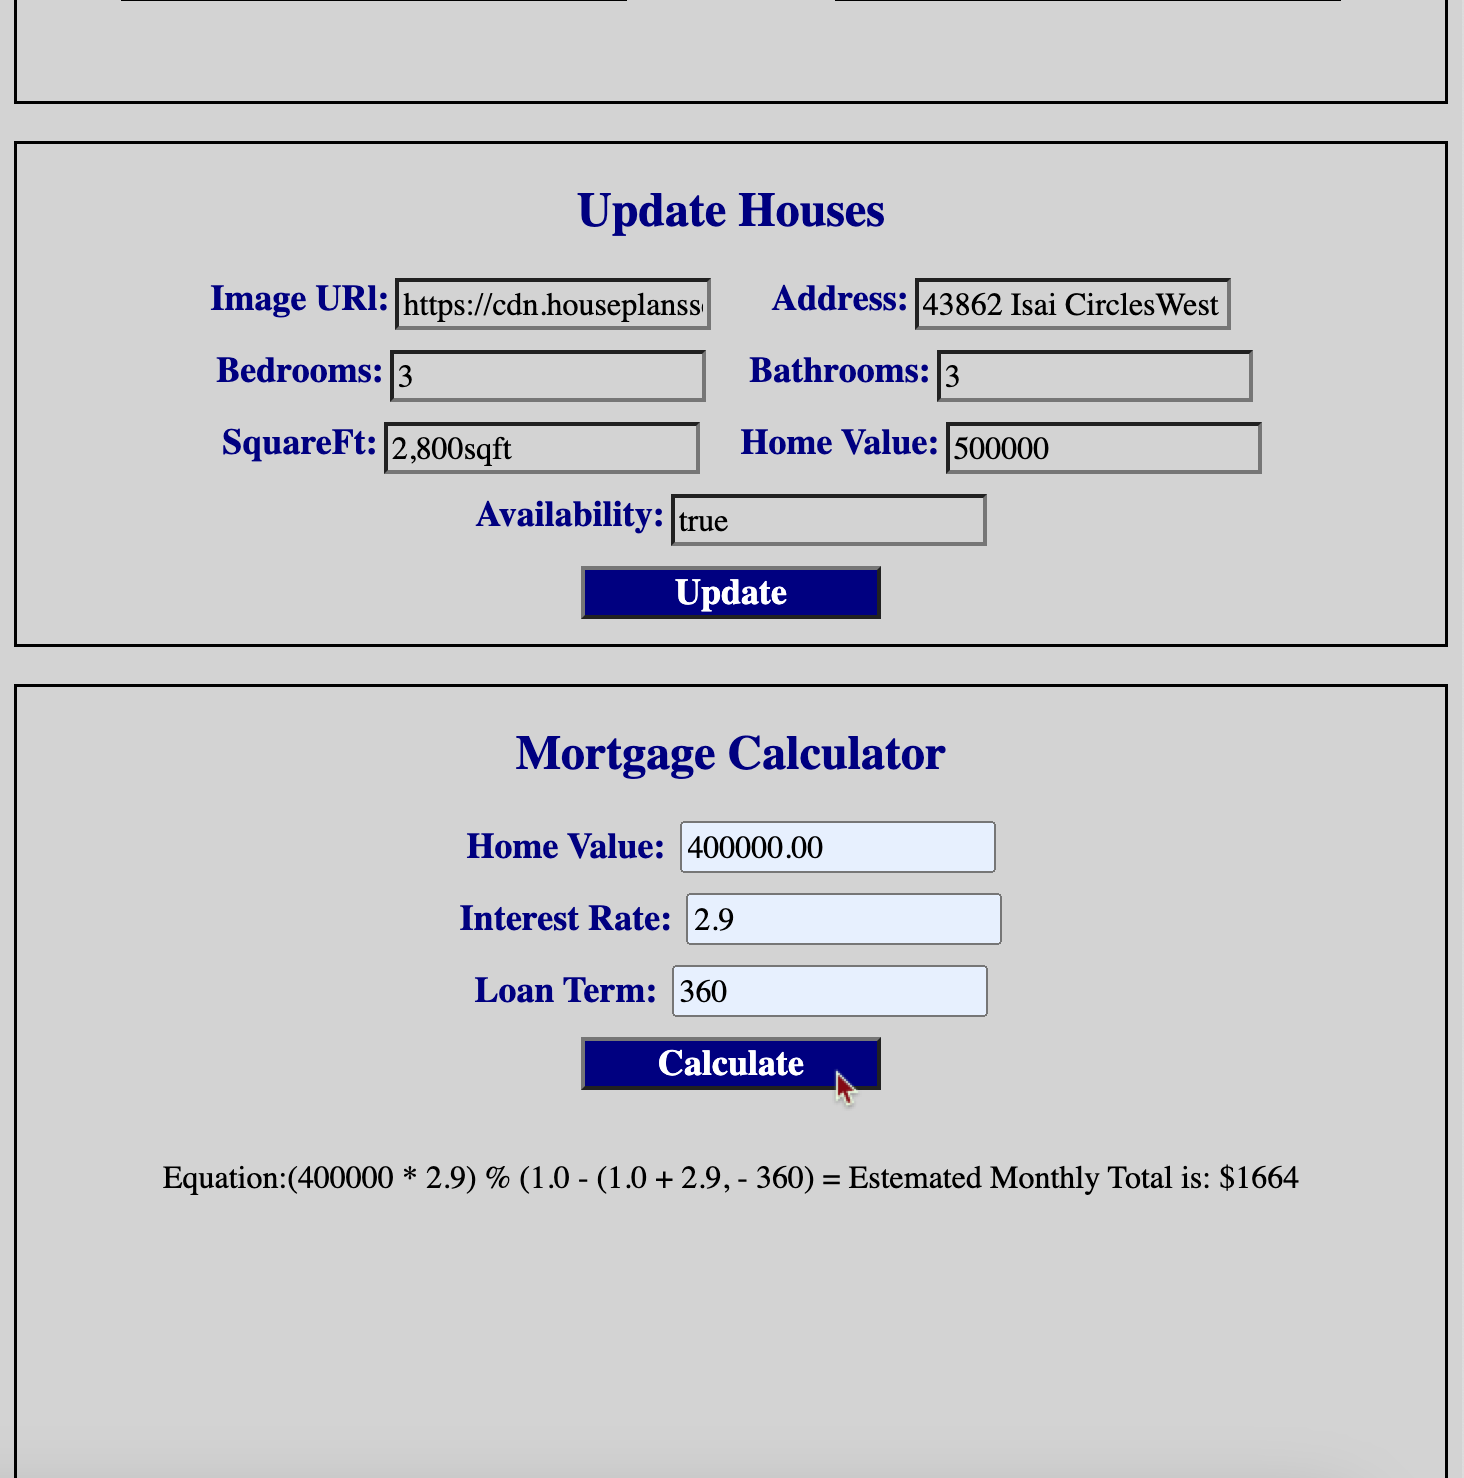 Update Houses
Image URl: https://cdn.houseplanss Address: 43862 Isai CirclesWest
Bedrooms: 3 Bathrooms: 3
SquareFt: 2,800sqft Home Value: 500000
Availability: true
Update
Mortgage Calculator
Home Value: 400000.00
Interest Rate: 2.9
Loan Term: 360
Calculate
Equation:(400000 * 2.9) % (1.0 - (1.0 + 2.9, - 360) = Estemated Monthly Total is: $1664